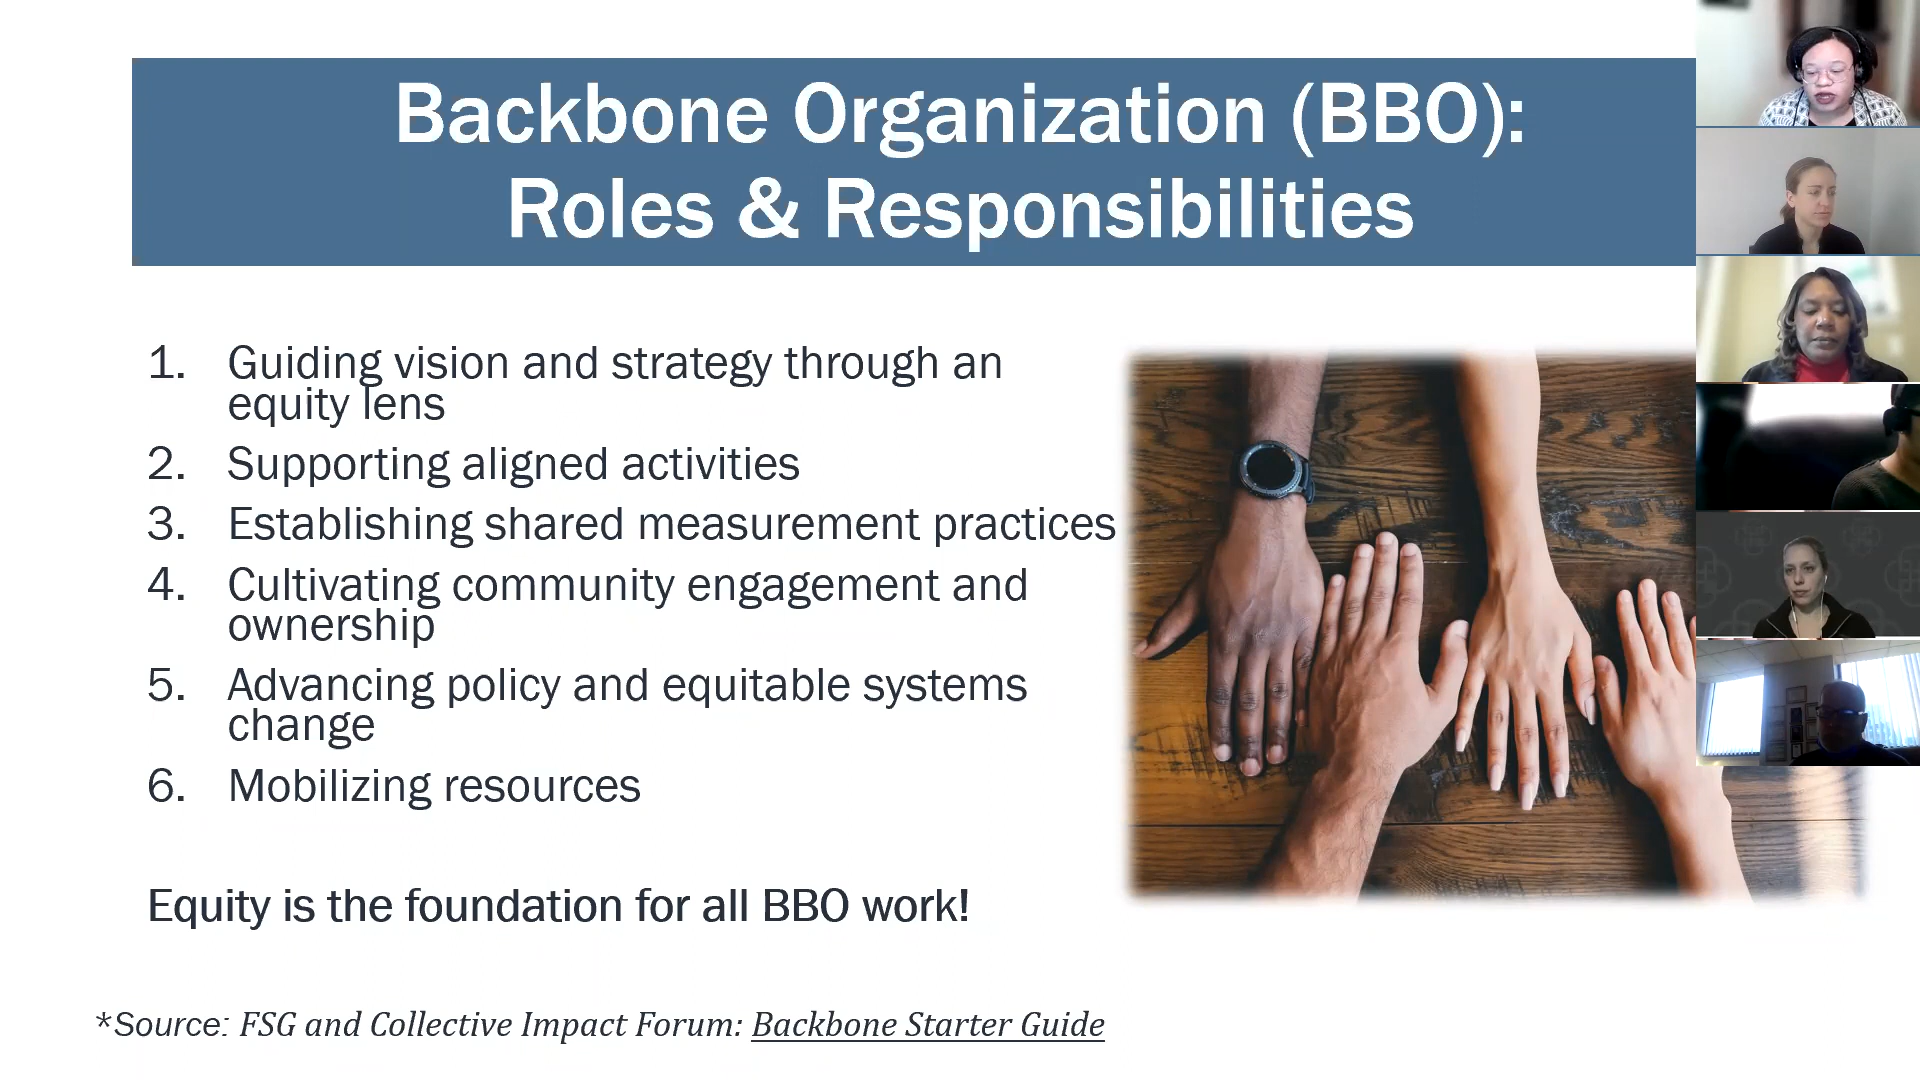 Backbone Organization (BBO):
Roles & Responsibilities
1. Guiding vision and strategy through an
equity lens
2. Supporting aligned activities
3. Establishing shared measurement practices
4. Cultivating community engagement and
ownership
5. Advancing policy and equitable systems
change
6. Mobilizing resources
Equity is the foundation for all BBO work!
*Source: FSG and Collective Impact Forum: Backbone Starter Guide